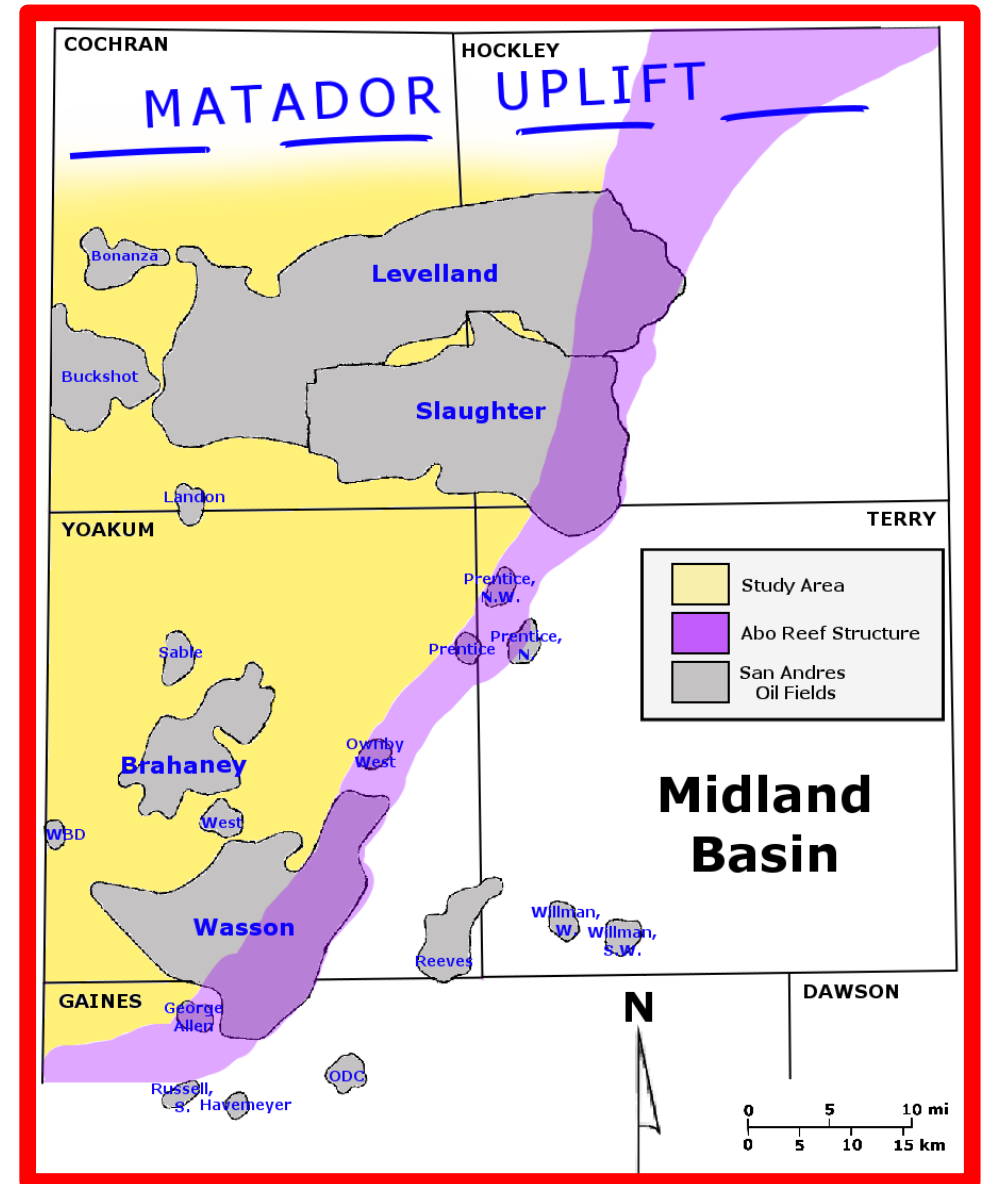 COCHRAN
HOCKLEY
MATADOR UPLIFT
Bonanza
Levelland
Buckshot
Slaughter
Landon
YOAKUM
TERRY
Study Area
Abo Reef Structure
San Andres
Oil Fields
Prentice,
N.W.
Prentice,
N
Prentice
Sable
Ownby
West
Brahaney
West
WBD
Midland
Basin
Wasson
Willman,
W.
Willman,
S.W.
Reeves
GAINES
George
Allen
DAWSON
N
ODC
Russell,
S.
Havemeyer
0 5 10 mi
0 5 10 15 km